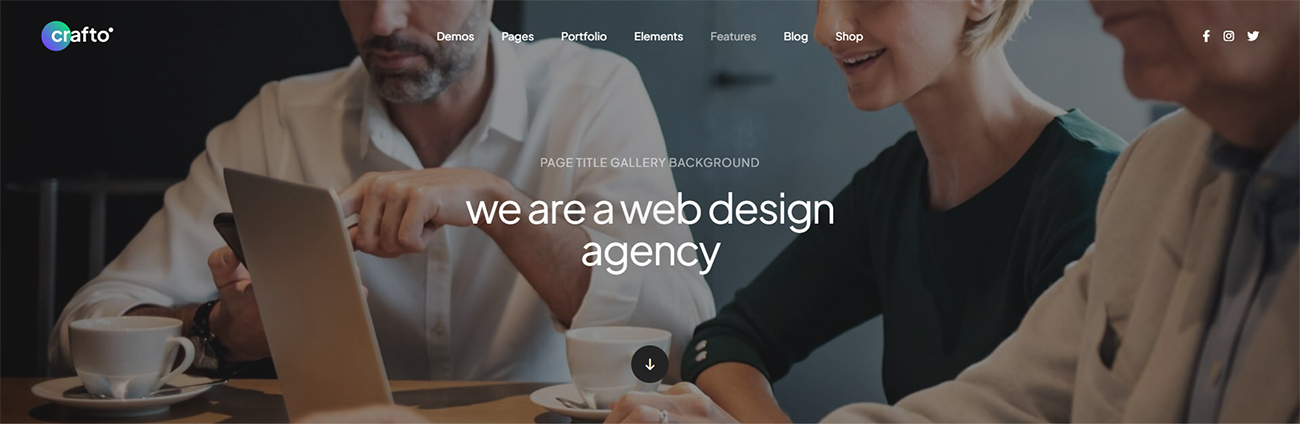 crafto
Demos Pages Portfolio Elements Features Blog Shop
PAGE TITLE GALLERY BACKGROUND
we are a web design
agency